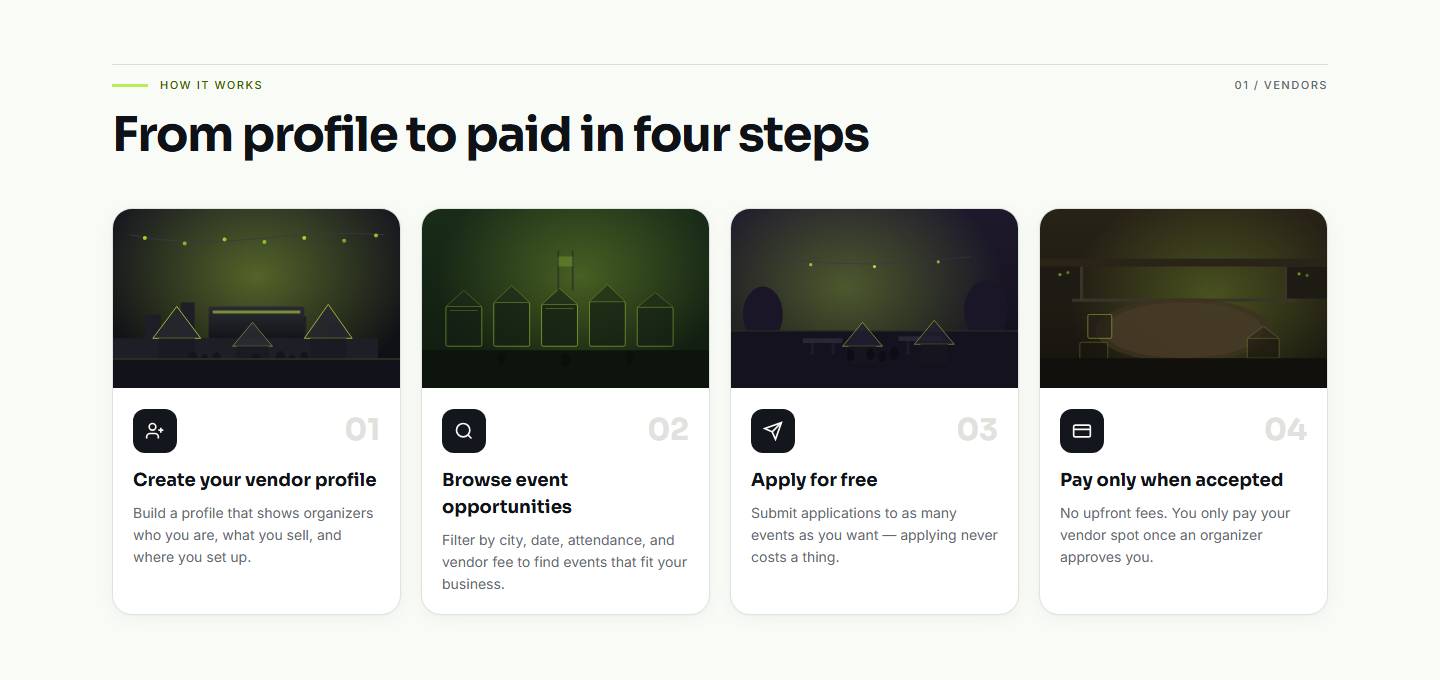 HOW IT WORKS
01 / VENDORS
From profile to paid in four steps
01
Create your vendor profile
Build a profile that shows organizers
who you are, what you sell, and
where you set up.
02
Browse event
opportunities
Filter by city, date, attendance, and
vendor fee to find events that fit your
business.
03
Apply for free
Submit applications to as many
events as you want — applying never
costs a thing.
04
Pay only when accepted
No upfront fees. You only pay your
vendor spot once an organizer
approves you.